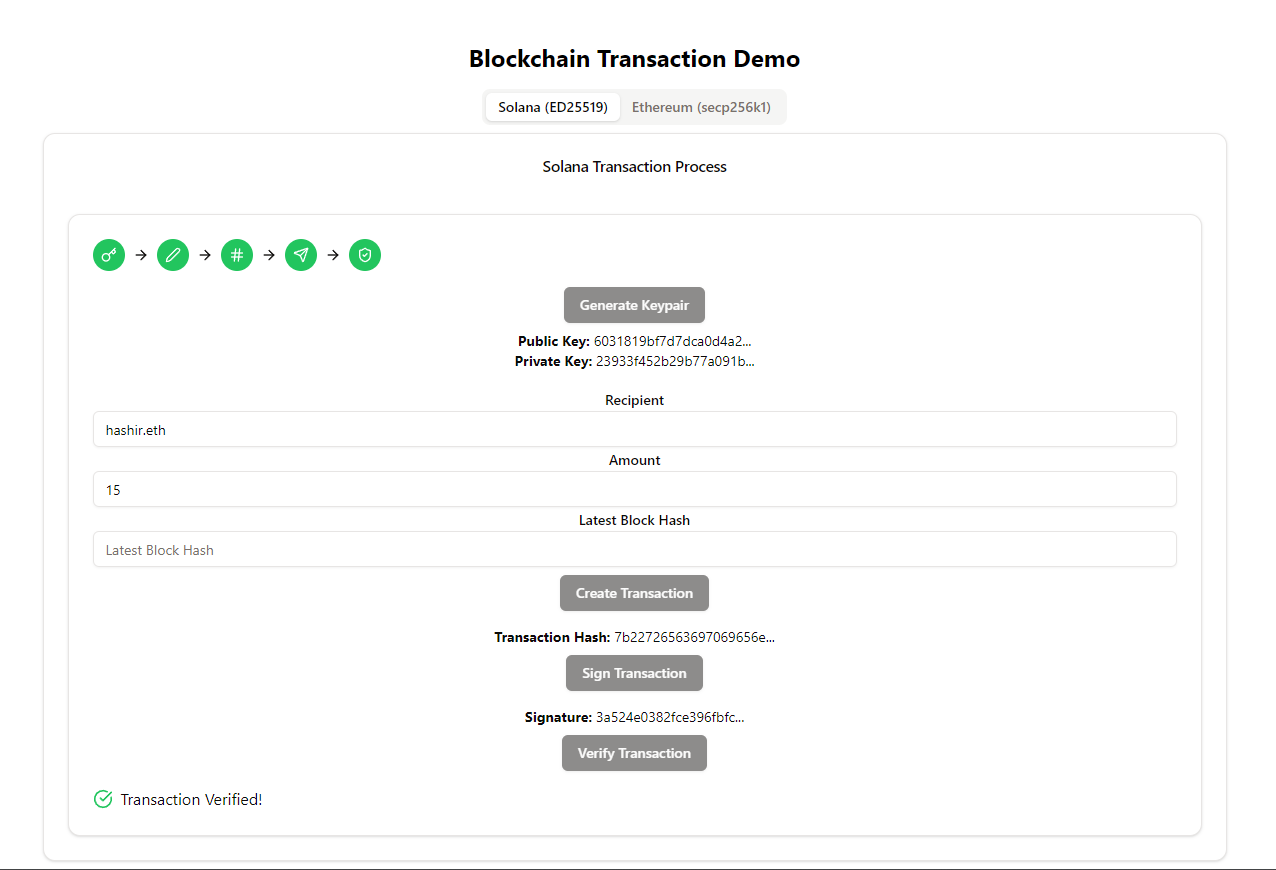 Blockchain Transaction Demo
Solana (ED25519) Ethereum (secp256k1)
Solana Transaction Process
Generate Keypair
Public Key: 6031819bf7d7dca0d4a2...
Private Key: 23933f452b29b77a091b...
Recipient
hashir.eth
Amount
15
Latest Block Hash
Latest Block Hash
Create Transaction
Transaction Hash: 7b22726563697069656e...
Sign Transaction
Signature: 3a524e0382fce396fbfc...
Verify Transaction
Transaction Verified!